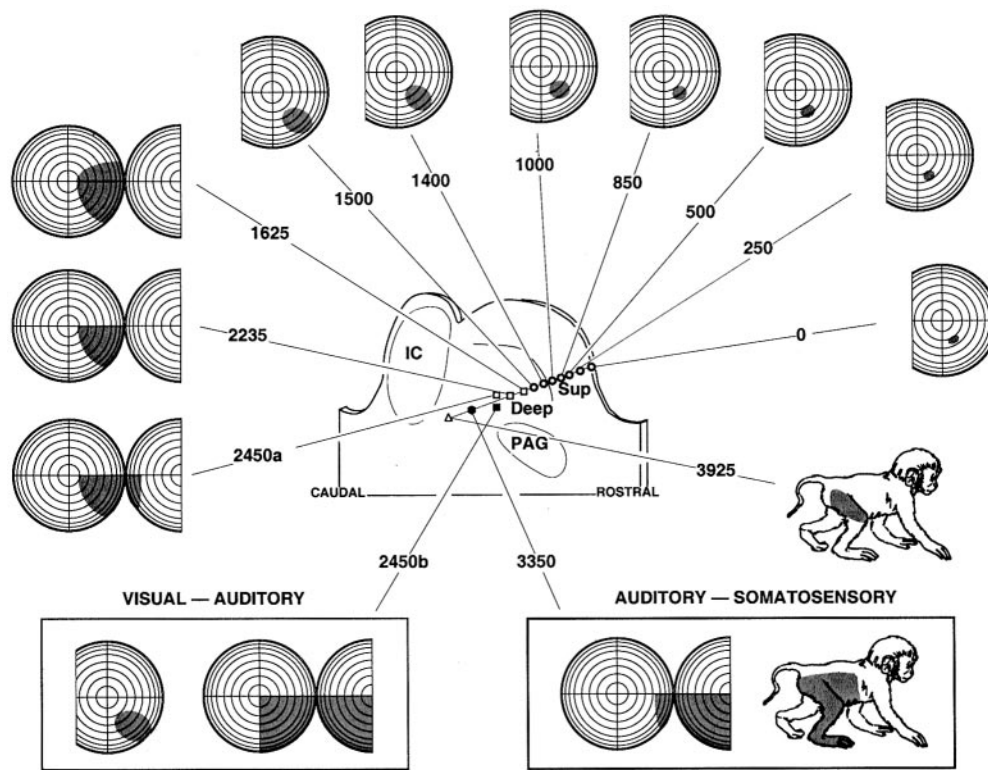 1000
1400
850
1500
500
1625
250
2235
0
IC
Sup
Deep
PAG
2450a
3925
CAUDAL
ROSTRAL
2450b
3350
VISUAL — AUDITORY
AUDITORY — SOMATOSENSORY